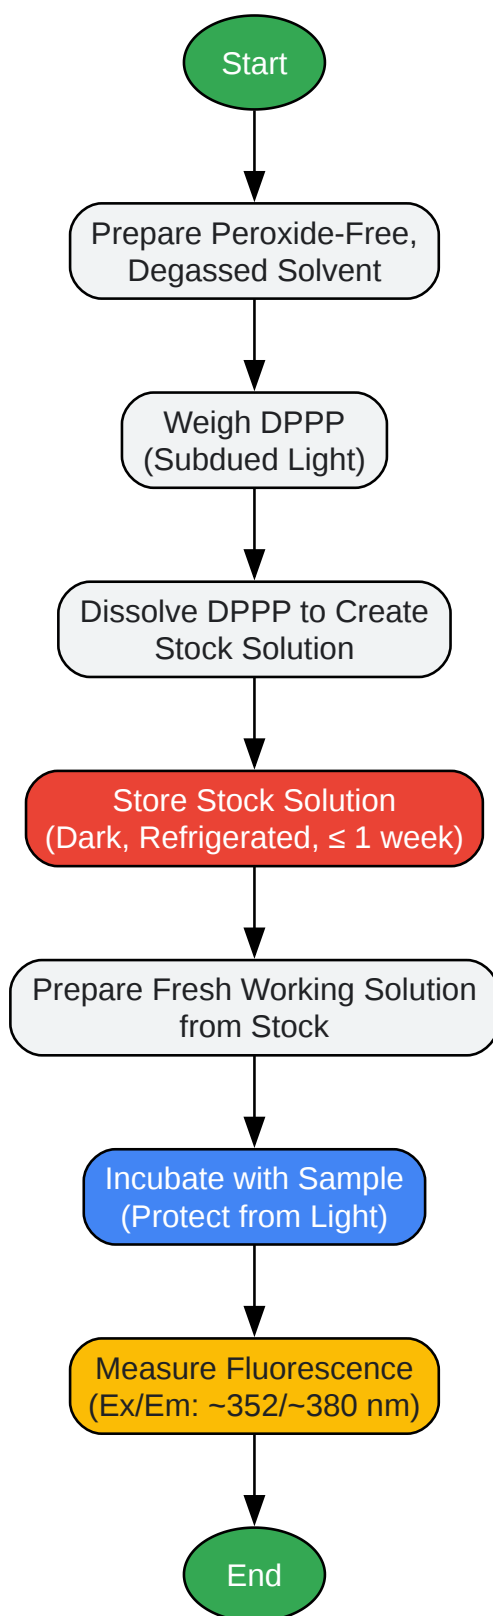 Start
Prepare Peroxide-Free,
Degassed Solvent
Weigh DPPP
(Subdued Light)
Dissolve DPPP to Create
Stock Solution
Store Stock Solution
(Dark, Refrigerated, ≤ 1 week)
Prepare Fresh Working Solution
from Stock
Incubate with Sample
(Protect from Light)
Measure Fluorescence
(Ex/Em: ~352/~380 nm)
End